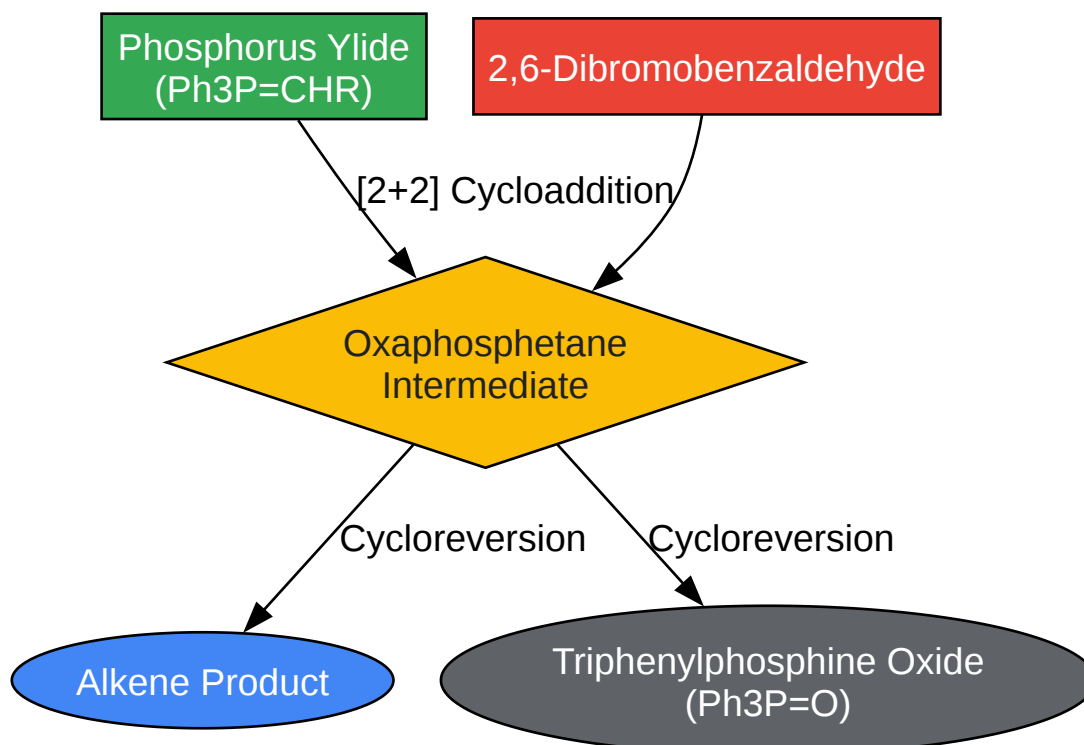 Phosphorus Ylide
(Ph3P=CHR)
2,6-Dibromobenzaldehyde
[2+2] Cycloaddition
Oxaphosphetane
Intermediate
Cycloreversion
Cycloreversion
Alkene Product
Triphenylphosphine Oxide
(Ph3P=O)